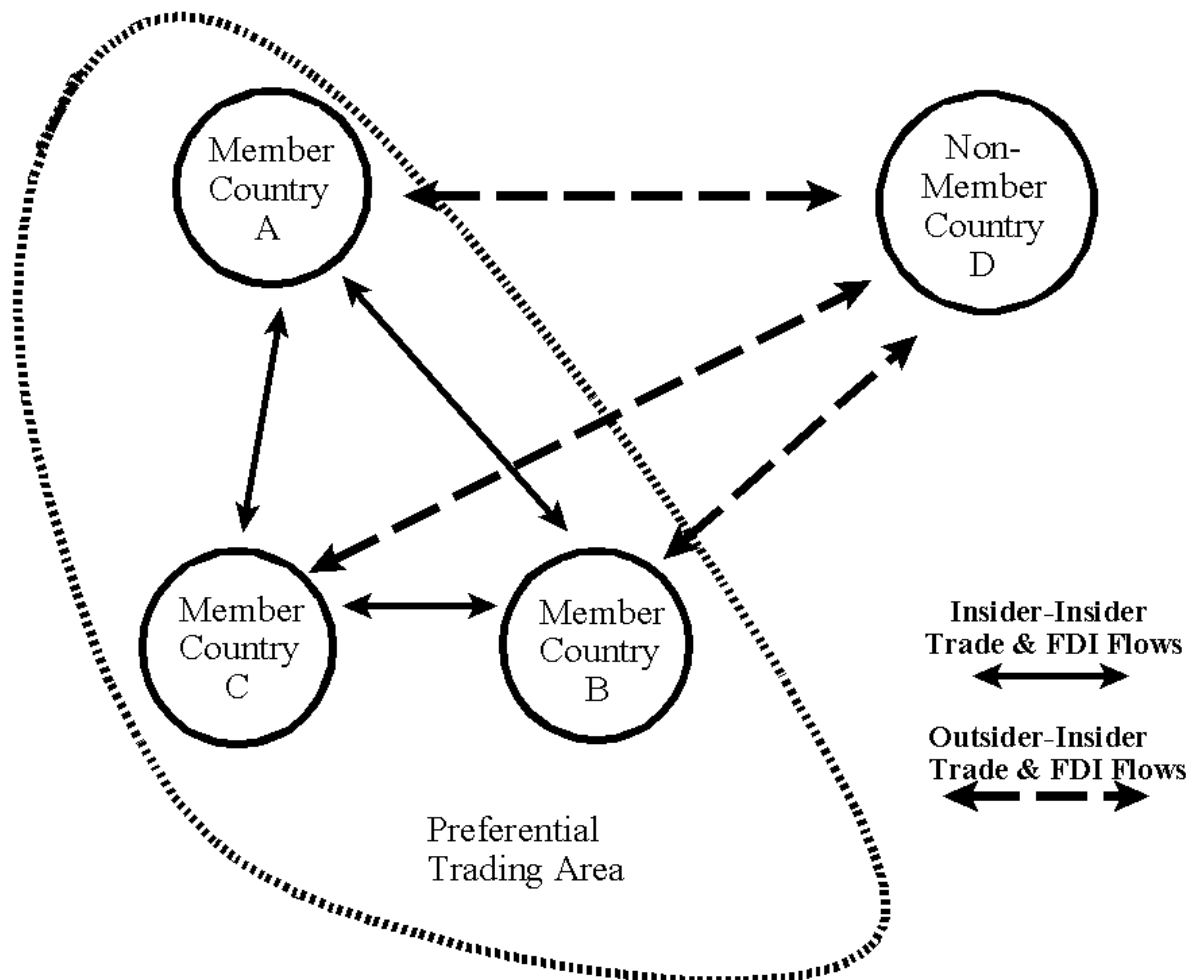 Member
Country
A
Non-
Member
Country
D
Member
Country
C
Member
Country
B
Insider-Insider
Trade & FDI Flows
Outsider-Insider
Trade & FDI Flows
Preferential
Trading Area